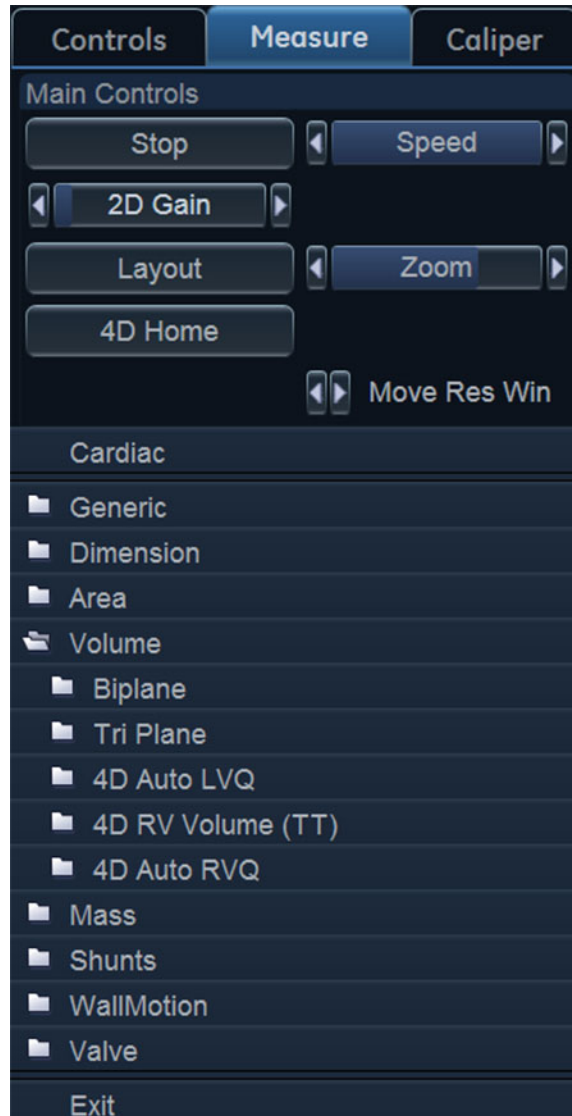 Controls Measure Caliper
Main Controls
Stop Speed
2D Gain
Layout Zoom
4D Home
Move Res Win
Cardiac
Generic
Dimension
Area
Volume
Biplane
Tri Plane
4D Auto LVQ
4D RV Volume (TT)
4D Auto RVQ
Mass
Shunts
WallMotion
Valve
Exit